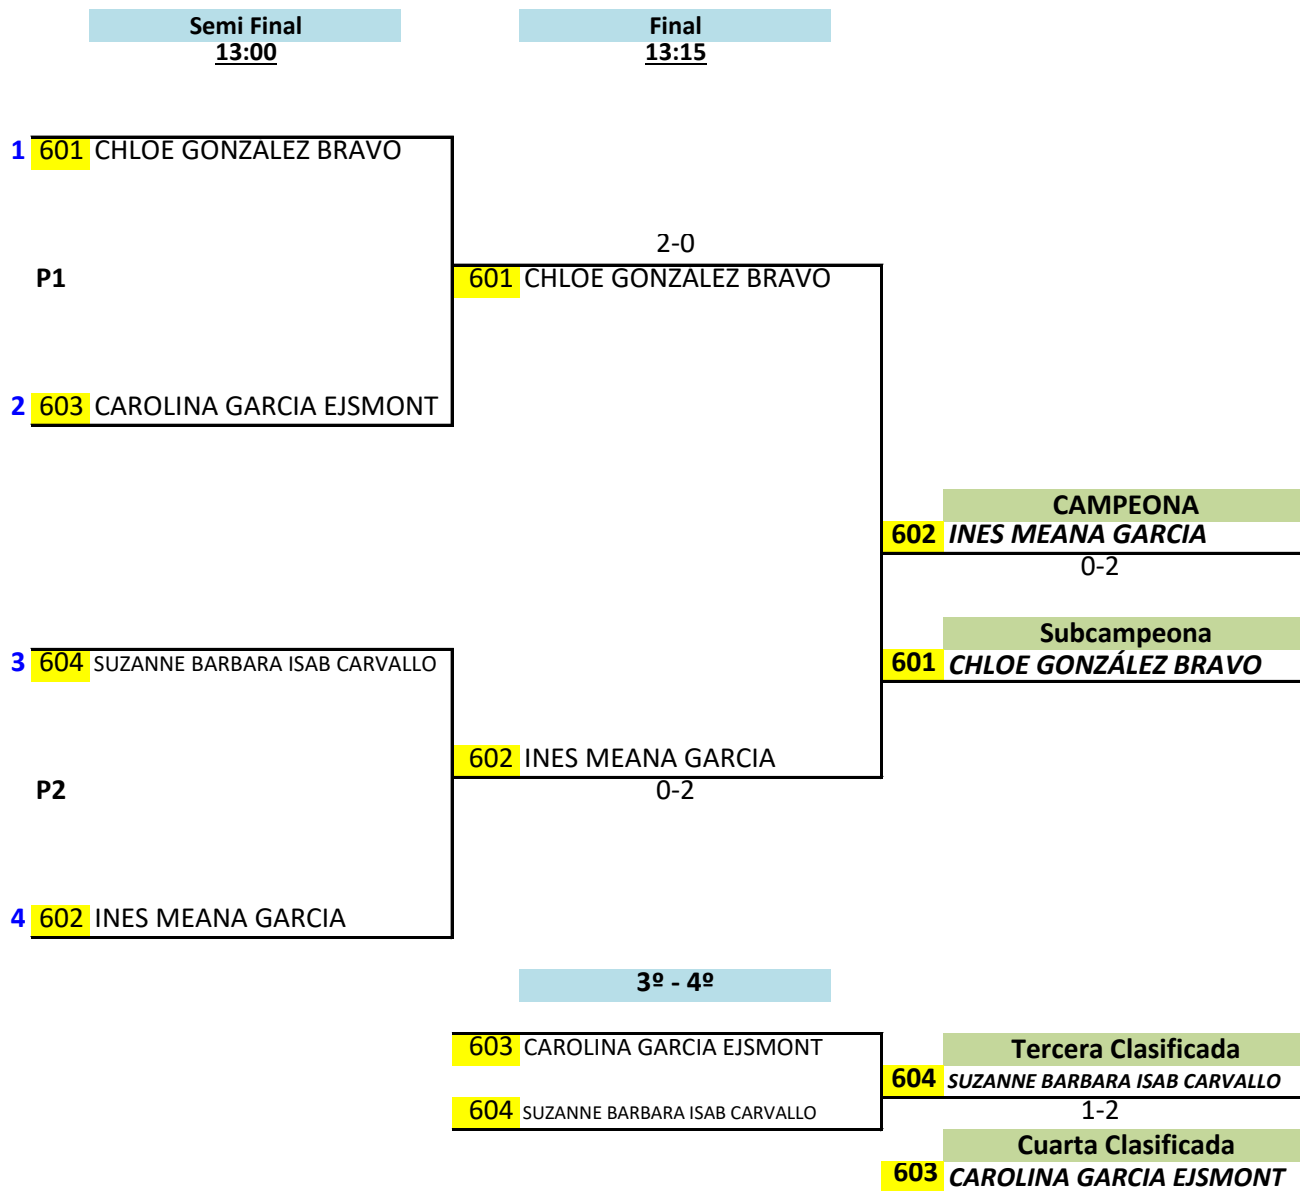 Semi Final Final
13:00 13:15
1 601 CHLOE GONZÁLEZ BRAVO
2-0
P1 601 CHLOE GONZÁLEZ BRAVO
2 603 CAROLINA GARCIA EJSMONT
CAMPEONA
602 INES MEANA GARCIA
0-2
Subcampeona
3 604 SUZANNE BARBARA ISAB CARVALLO 601 CHLOE GONZÁLEZ BRAVO
602 INES MEANA GARCIA
P2 0-2
4 602 INES MEANA GARCIA
3º - 4º
603 CAROLINA GARCIA EJSMONT Tercera Clasificada
604 SUZANNE BARBARA ISAB CARVALLO
604 SUZANNE BARBARA ISAB CARVALLO 1-2
Cuarta Clasificada
603 CAROLINA GARCIA EJSMONT